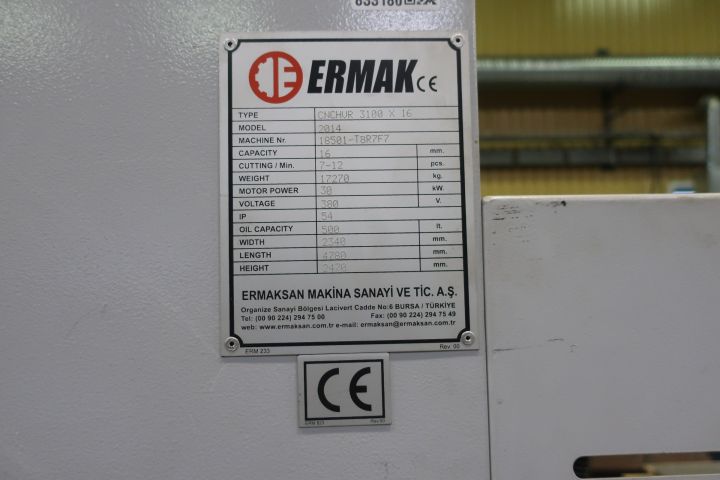 ERMAK CE
TYPE CNCHVR 3100 X 16
MODEL 2014
MACHINE Nr. 18501-T8R7F7
CAPACITY 16 mm.
CUTTING / Min. 7-12 pcs.
WEIGHT 17270 kg.
MOTOR POWER 30 kW.
VOLTAGE 380 V.
IP 54
OIL CAPACITY 500 lt.
WIDTH 2340 mm.
LENGTH 4780 mm.
HEIGHT 2420 mm.
ERMAKSAN MAKİNA SANAYİ VE TİC. A.Ş.
Organize Sanayi Bölgesi Lacivert Cadde No:6 BURSA / TÜRKİYE
Tel: (00 90 224) 294 75 00 Fax: (00 90 224) 294 75 49
web: www.ermaksan.com.tr e-mail: ermaksan@ermaksan.com.tr
ERM 233 Rev. 00
CE